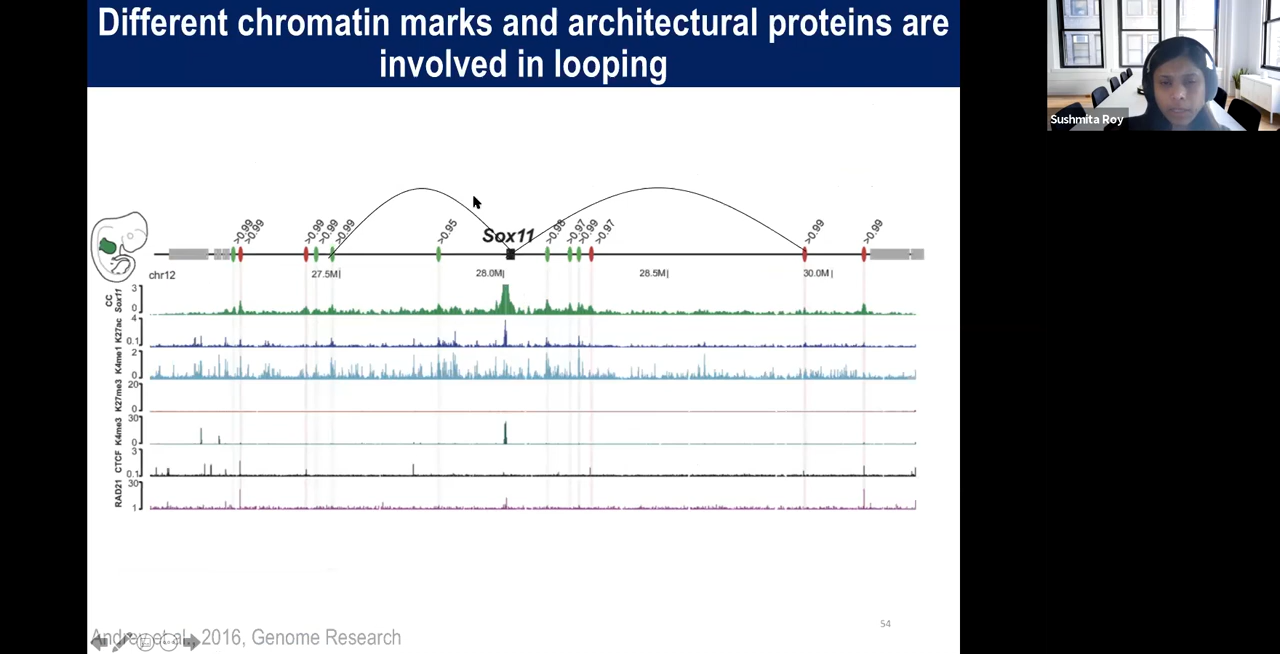 Different chromatin marks and architectural proteins are
involved in looping
Sushmita Roy
>0.99
>0.99
>0.99
>0.99
>0.99
>0.95
Sox11
>0.98
>0.97
>0.99
>0.97
>0.99
>0.99
chr12
27.5M|
28.0M|
28.5M|
30.0M|
CC
Sox11
3
0
K27ac
4
0.1
K4me1
2
0
K27me3
20
0
K4me3
30
0
CTCF
3
0.1
RAD21
30
1
54
2016, Genome Research